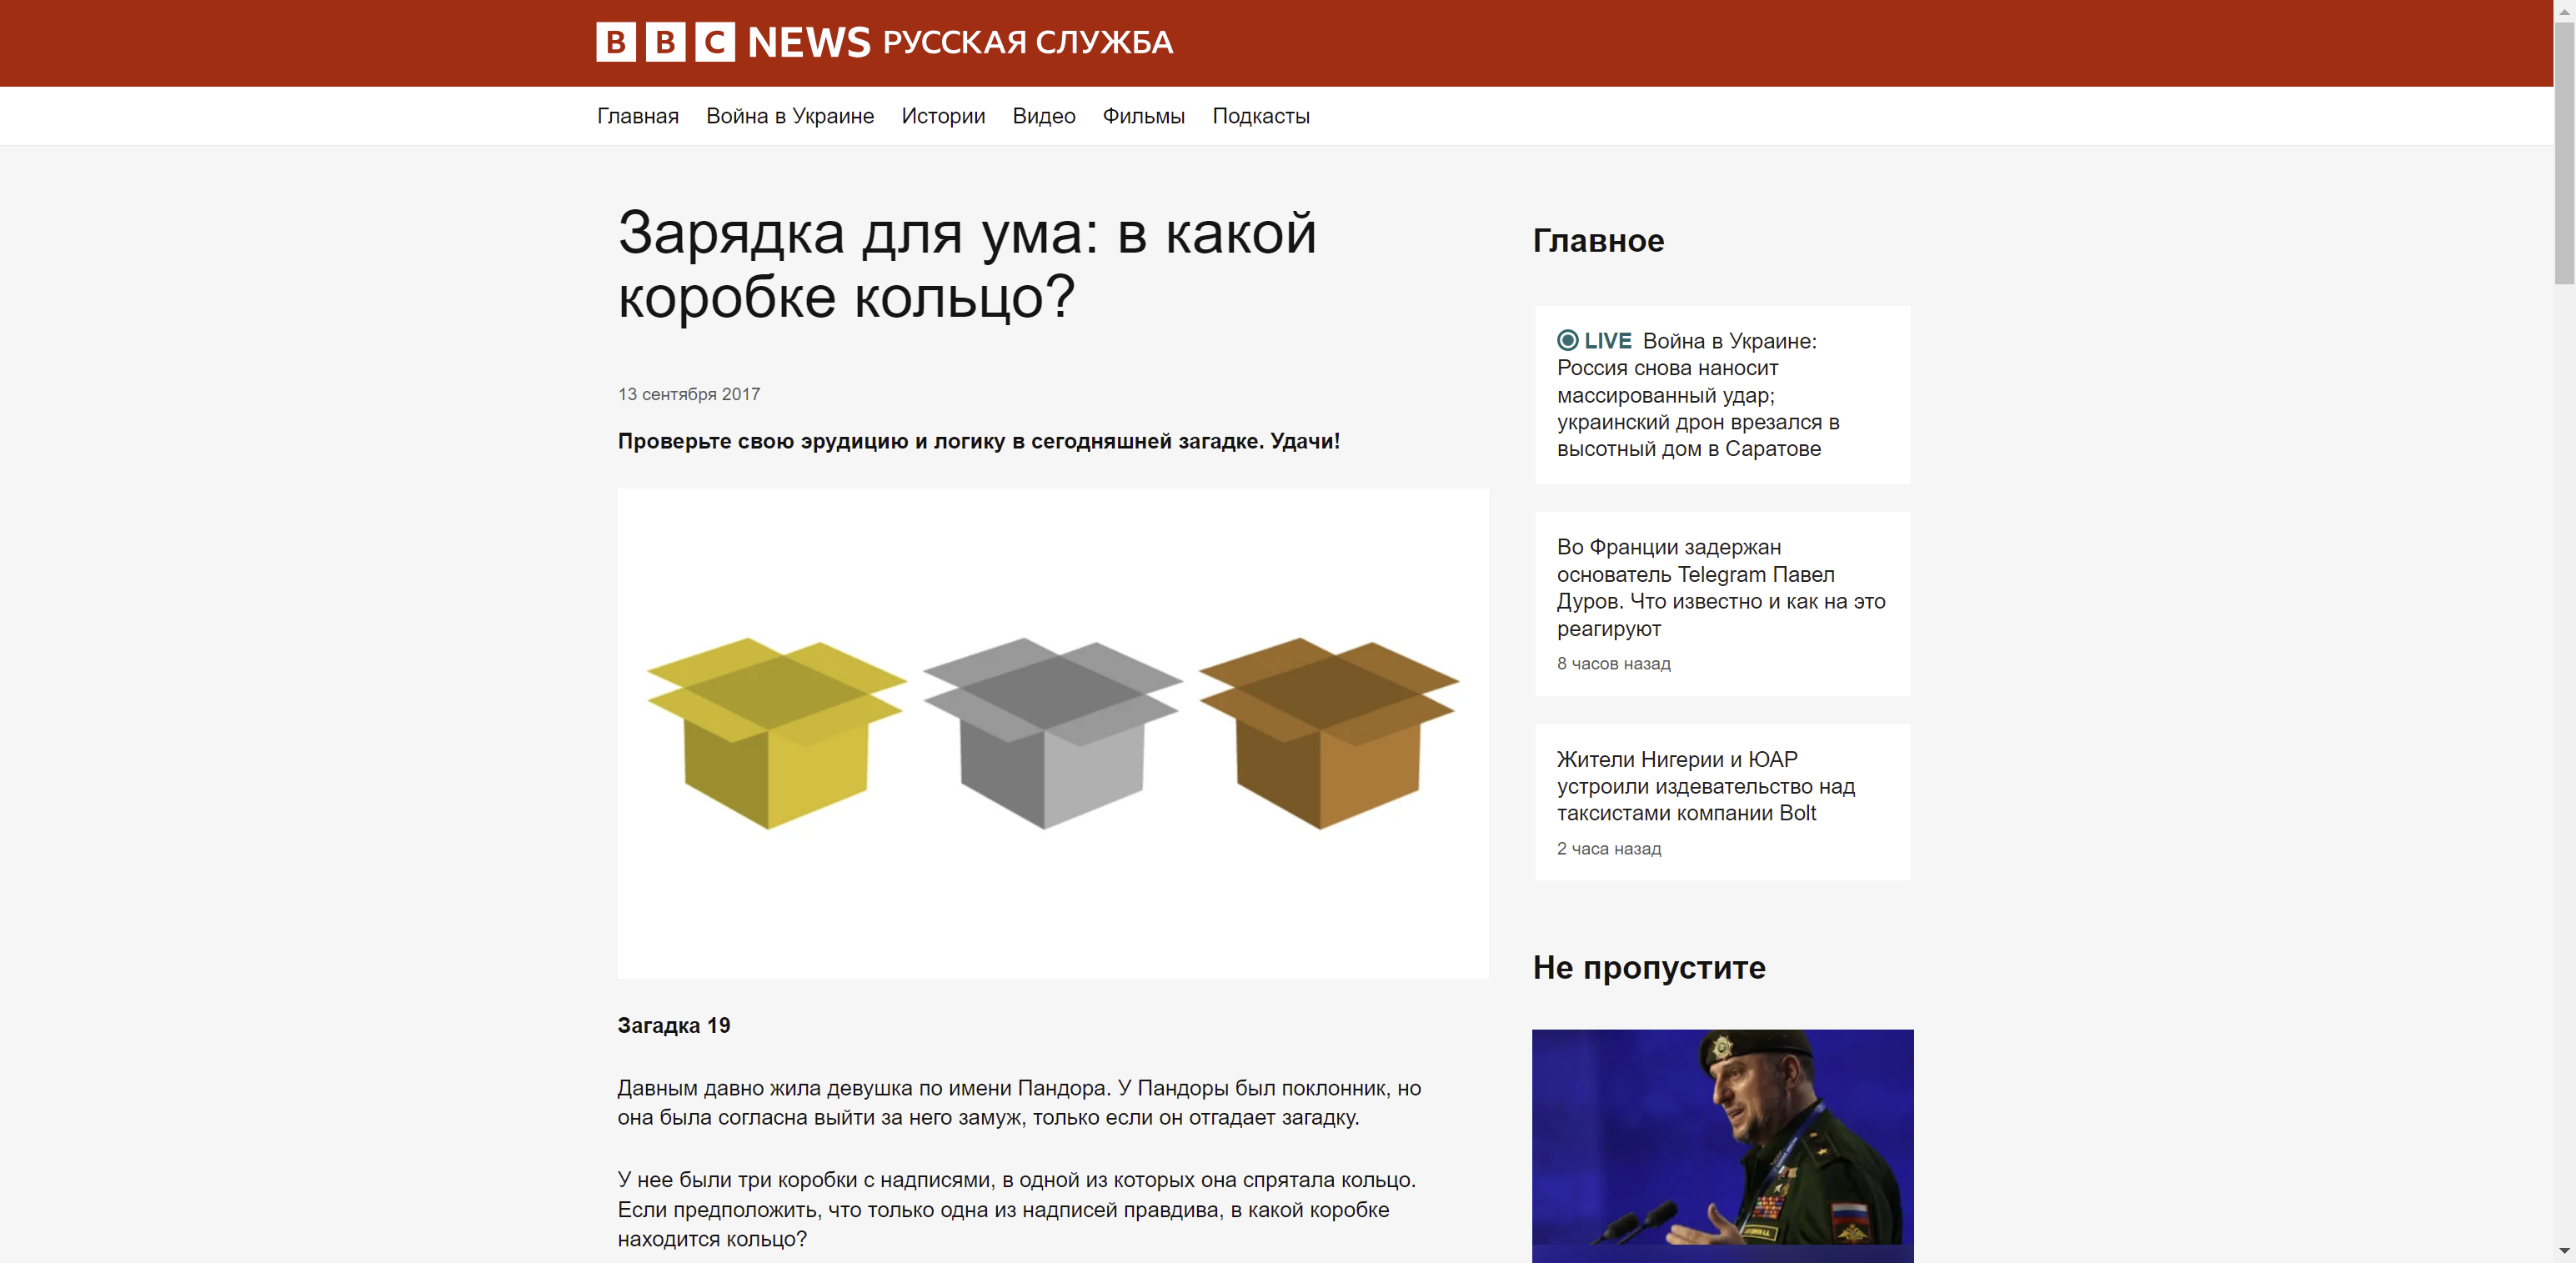 BBC NEWS РУССКАЯ СЛУЖБА
Главная Война в Украине Истории Видео Фильмы Подкасты
Зарядка для ума: в какой
коробке кольцо?
13 сентября 2017
Проверьте свою эрудицию и логику в сегодняшней загадке. Удачи!
Загадка 19
Давным давно жила девушка по имени Пандора. У Пандоры был поклонник, но
она была согласна выйти за него замуж, только если он отгадает загадку.
У нее были три коробки с надписями, в одной из которых она спрятала кольцо.
Если предположить, что только одна из надписей правдива, в какой коробке
находится кольцо?
Главное
LIVE Война в Украине:
Россия снова наносит
массированный удар;
украинский дрон врезался в
высотный дом в Саратове
Во Франции задержан
основатель Telegram Павел
Дуров. Что известно и как на это
реагируют
8 часов назад
Жители Нигерии и ЮАР
устроили издевательство над
таксистами компании Bolt
2 часа назад
Не пропустите